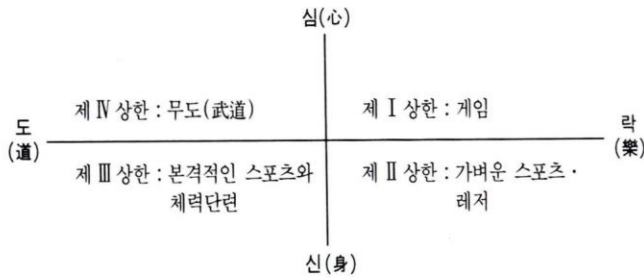 심(心)
제 Ⅳ 상한 : 무도(武道)
제 Ⅰ 상한 : 게임
도
(道)
락
(樂)
제 Ⅲ 상한 : 본격적인 스포츠와
체력단련
제 Ⅱ 상한 : 가벼운 스포츠 ·
레저
신(身)